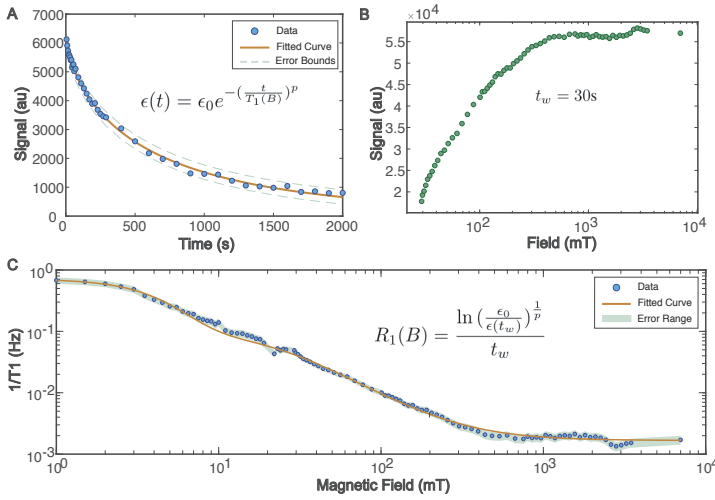 A
7000
6000
5000
4000
3000
2000
1000
0
Signal (au)
0
500
1000
1500
2000
Time (s)
Data
Fitted Curve
Error Bounds
ϵ(t) = ϵ₀e^{-(t/T₁(B))^p}
B
×10⁴
5.5
5
4.5
4
3.5
3
2.5
2
Signal (au)
t_w = 30s
10²
10³
10⁴
Field (mT)
C
10⁰
10⁻¹
10⁻²
10⁻³
1/T1 (Hz)
Data
Fitted Curve
Error Range
R₁(B) = ln(ϵ₀/ϵ(t_w))^{1/p} / t_w
10⁰
10¹
10²
10³
10⁴
Magnetic Field (mT)